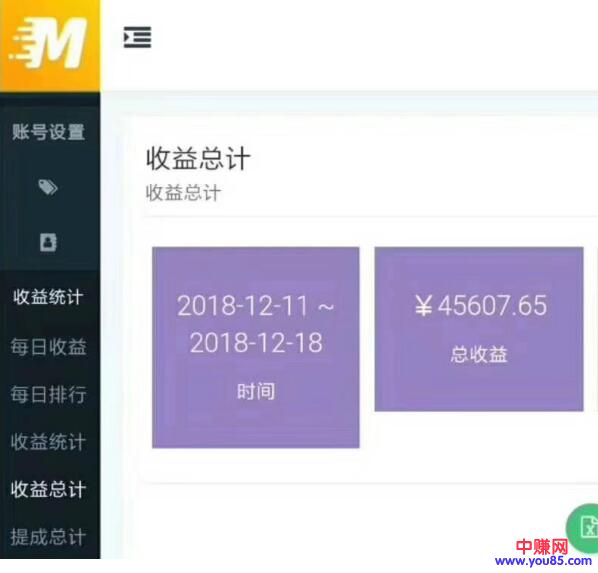 M
账号设置
收益统计
每日收益
每日排行
收益统计
收益总计
提成总计
收益总计
收益总计
2018-12-11 ~
2018-12-18
时间
￥45607.65
总收益
中赚网
www.you85.com